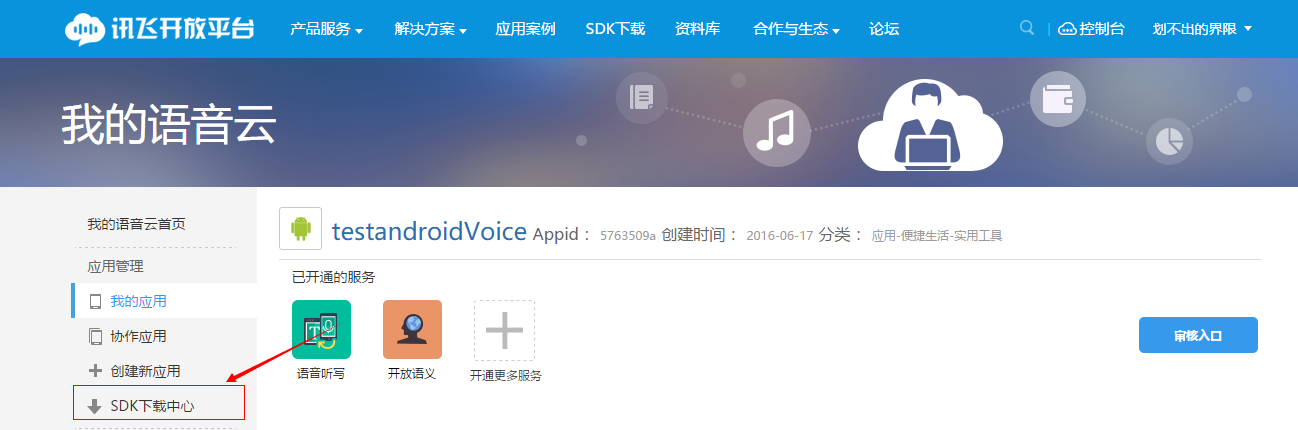 讯飞开放平台 产品服务 解决方案 应用案例 SDK下载 资料库 合作与生态 论坛 控制台 划不出的界限
我的语音云
我的语音云首页
应用管理
我的应用
协作应用
创建新应用
SDK下载中心
testandroidVoice Appid： 5763509a 创建时间： 2016-06-17 分类： 应用-便捷生活-实用工具
已开通的服务
T
语音听写 开放语义 开通更多服务
审核入口